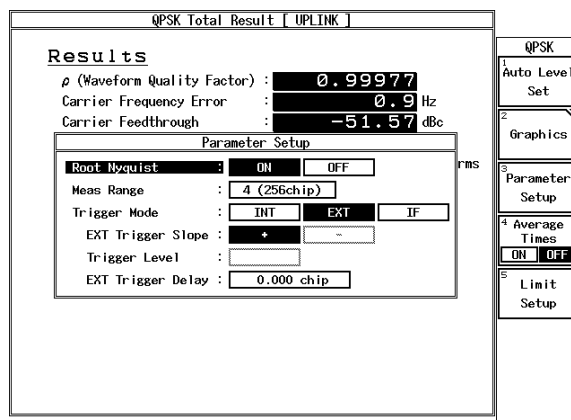 QPSK Total Result [ UPLINK ]
Results
ρ (Waveform Quality Factor) : 0.99977
Carrier Frequency Error : 0.9 Hz
Carrier Feedthrough : -51.57 dBc
Parameter Setup
rms
Root Nyquist : ON OFF
Meas Range : 4 (256chip)
Trigger Mode : INT EXT IF
EXT Trigger Slope : + -
Trigger Level :
EXT Trigger Delay : 0.000 chip
QPSK
1
Auto Level
Set
2
Graphics
3
Parameter
Setup
4 Average
Times
ON OFF
5
Limit
Setup